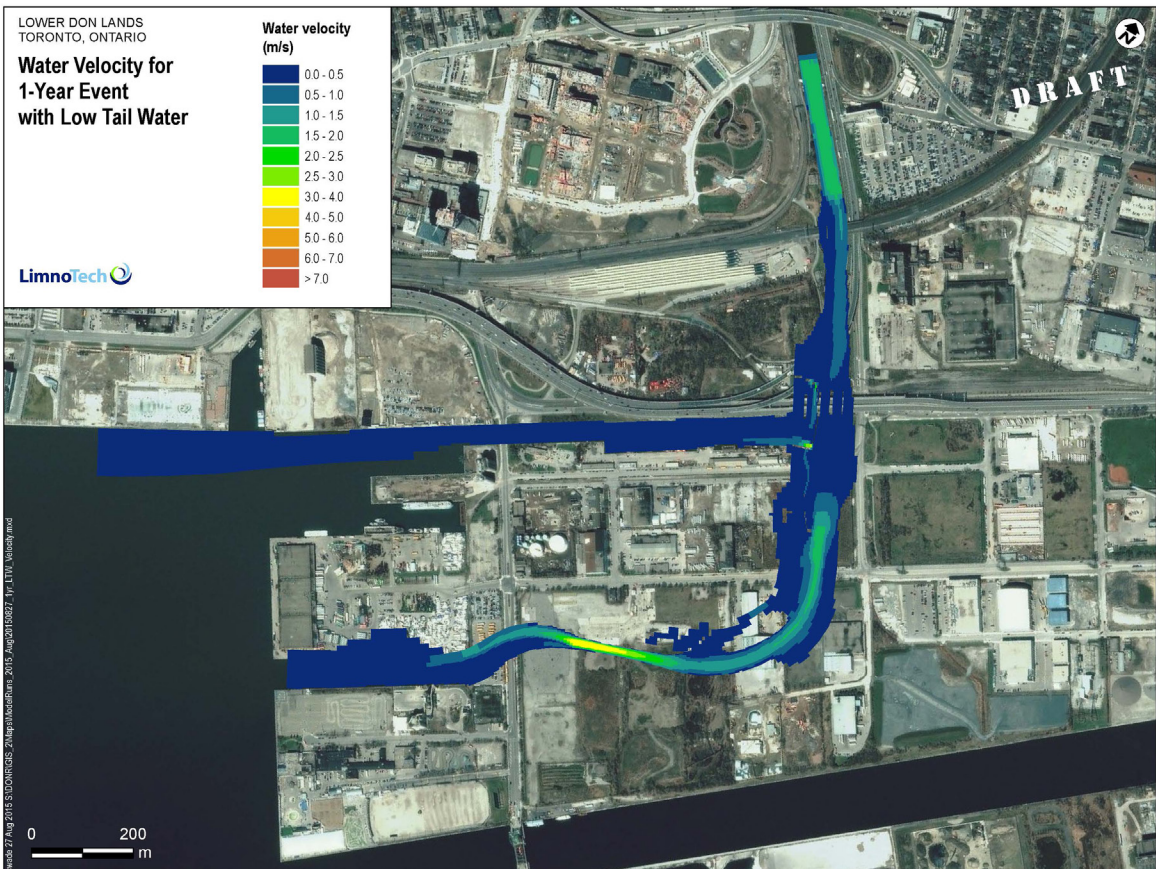 LOWER DON LANDS
TORONTO, ONTARIO
Water Velocity for
1-Year Event
with Low Tail Water
LimnoTech
Water velocity
(m/s)
0.0 - 0.5
0.5 - 1.0
1.0 - 1.5
1.5 - 2.0
2.0 - 2.5
2.5 - 3.0
3.0 - 4.0
4.0 - 5.0
5.0 - 6.0
6.0 - 7.0
> 7.0
DRAFT
0 200
m